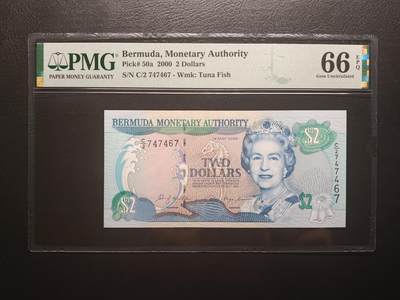 PMG
PAPER MONEY GUARANTY
Bermuda, Monetary Authority
Pick# 50a 2000 2 Dollars
S/N C/2 747467 - Wmk: Tuna Fish
66 EPQ
Gem Uncirculated
BERMUDA MONETARY AUTHORITY
$2
C/2 747467
TWO
DOLLARS
C/2 747467
$2
$2